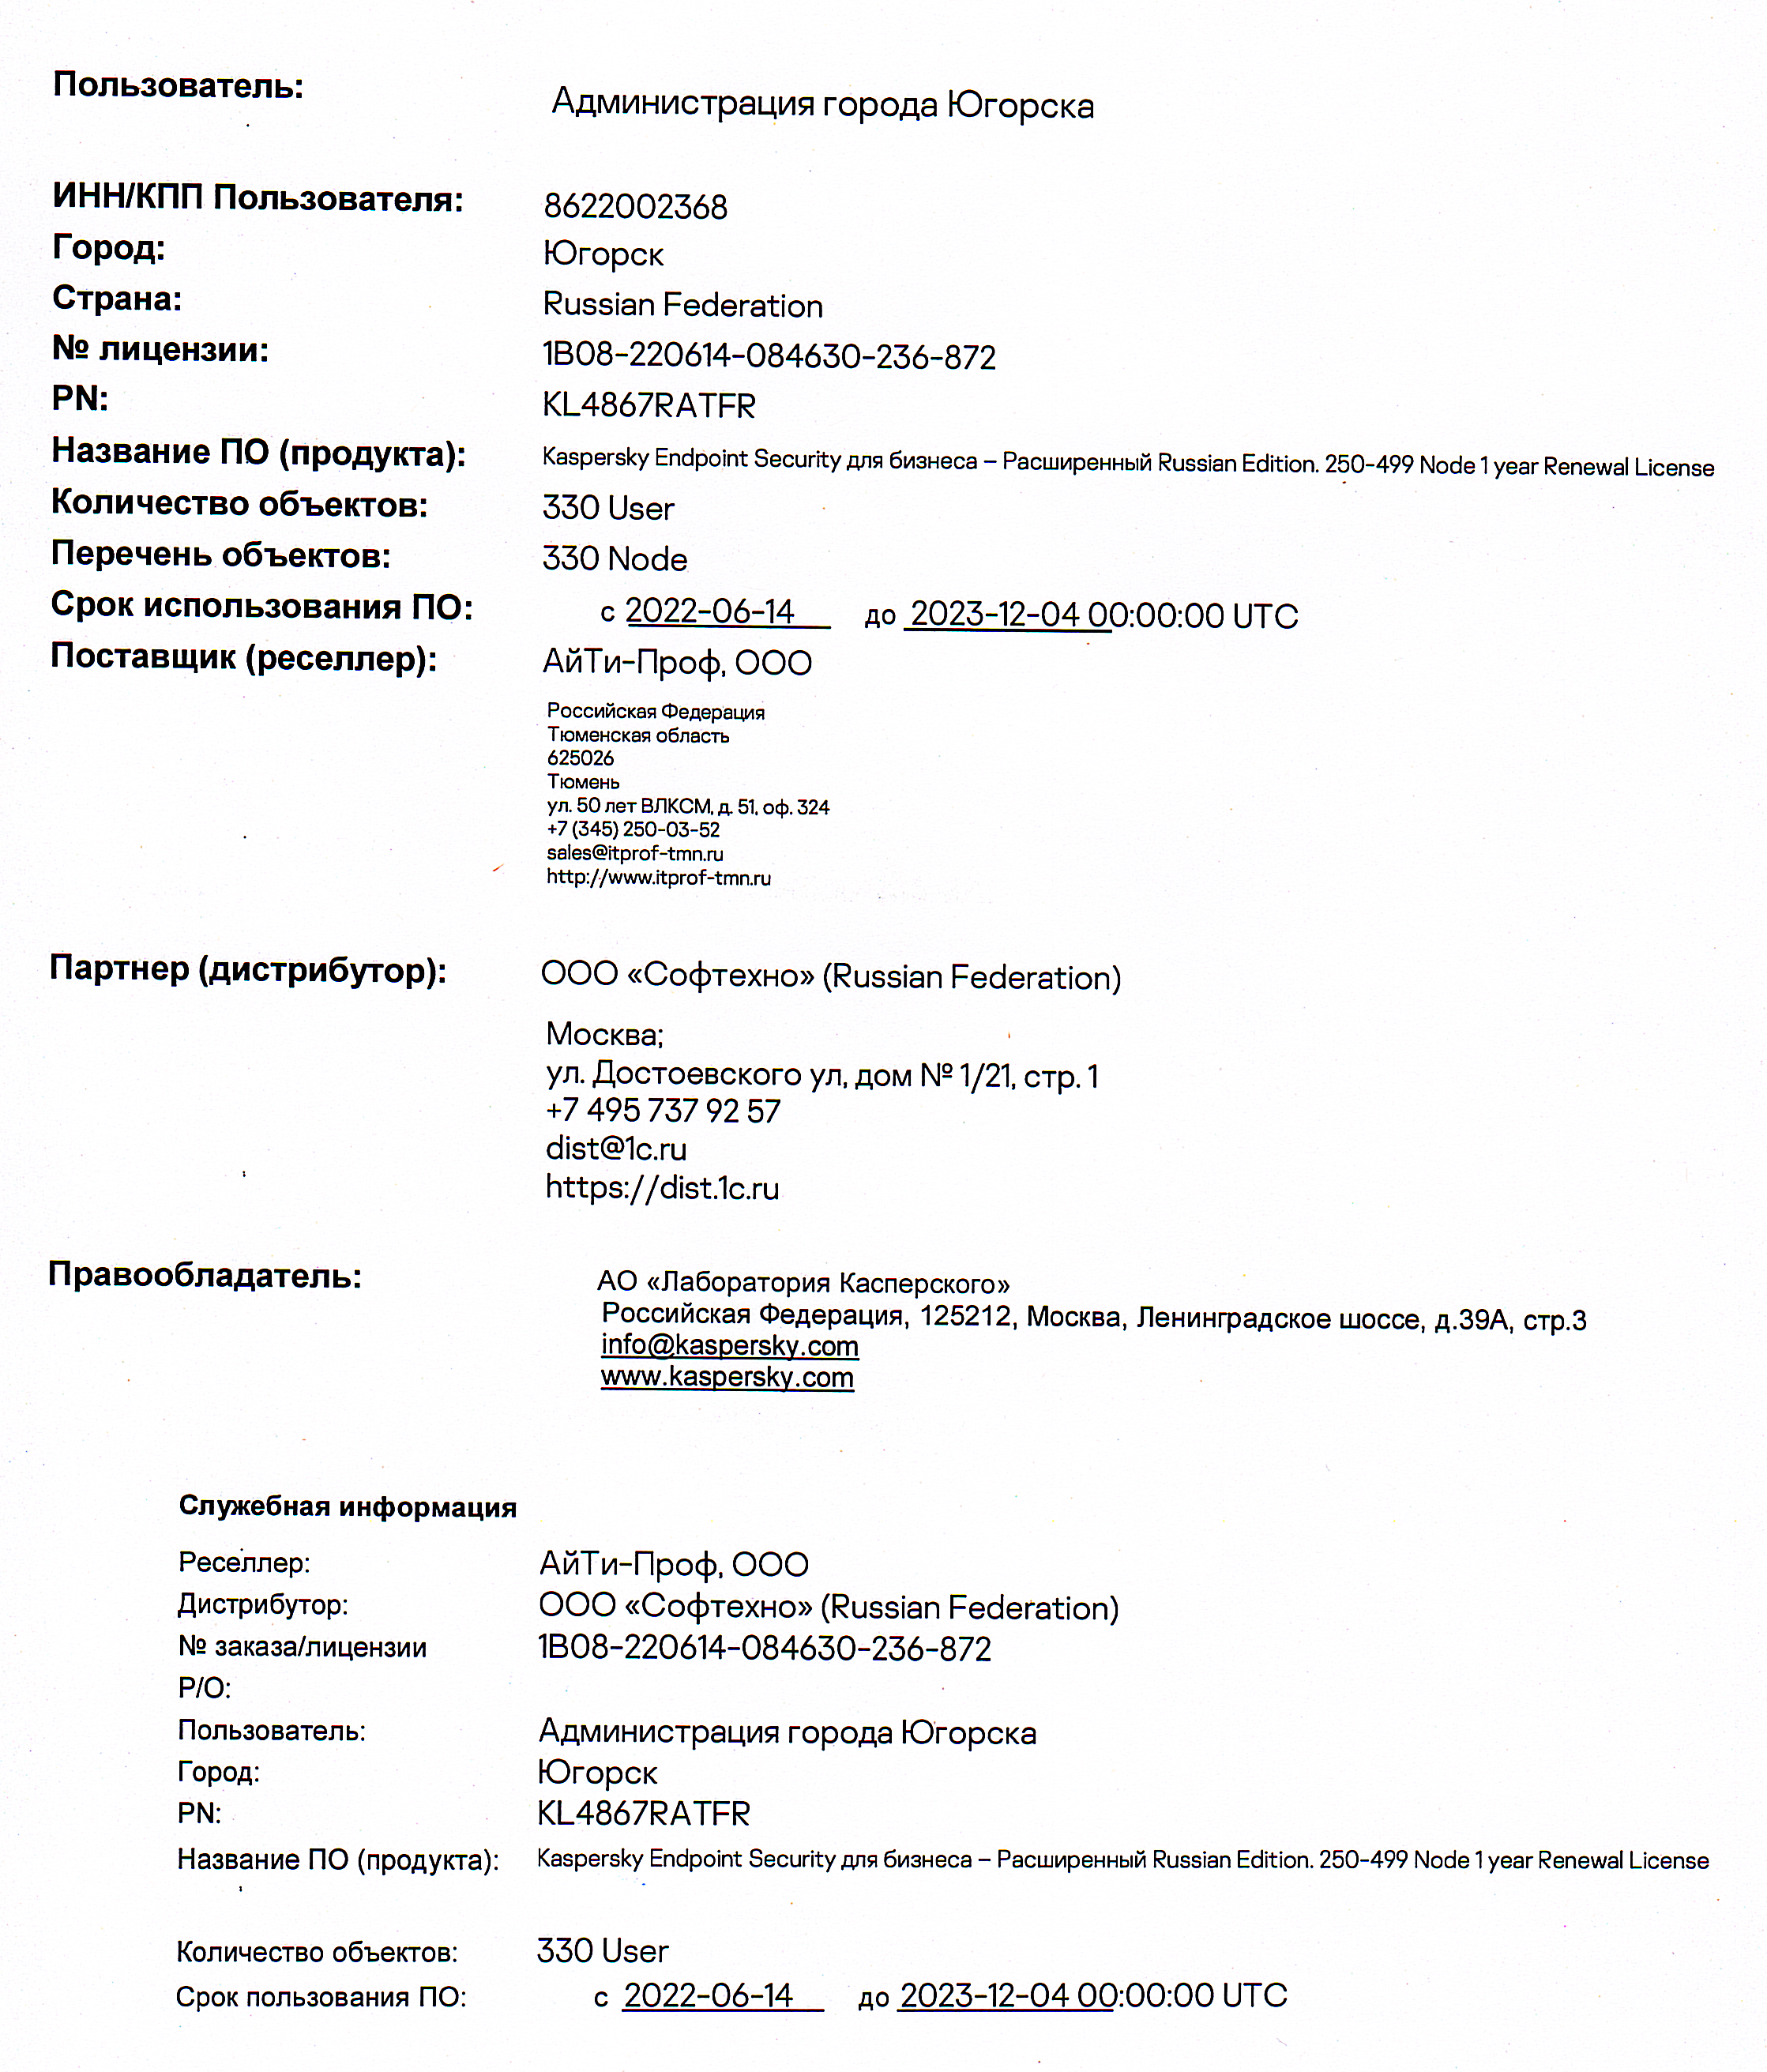 Пользователь: Администрация города Югорска
ИНН/КПП Пользователя: 8622002368
Город: Югорск
Страна: Russian Federation
№ лицензии: 1B08-220614-084630-236-872
PN: KL4867RATFR
Название ПО (продукта): Kaspersky Endpoint Security для бизнеса – Расширенный Russian Edition. 250-499 Node 1 year Renewal License
Количество объектов: 330 User
Перечень объектов: 330 Node
Срок использования ПО: с 2022-06-14 до 2023-12-04 00:00:00 UTC
Поставщик (реселлер): АйТи-Проф, ООО
Российская Федерация
Тюменская область
625026
Тюмень
ул. 50 лет ВЛКСМ, д. 51, оф. 324
+7 (345) 250-03-52
sales@itprof-tmn.ru
http://www.itprof-tmn.ru
Партнер (дистрибутор): ООО «Софтехно» (Russian Federation)
Москва;
ул. Достоевского ул, дом № 1/21, стр. 1
+7 495 737 92 57
dist@1c.ru
https://dist.1c.ru
Правообладатель: АО «Лаборатория Касперского»
Российская Федерация, 125212, Москва, Ленинградское шоссе, д.39А, стр.3
info@kaspersky.com
www.kaspersky.com
Служебная информация
Реселлер: АйТи-Проф, ООО
Дистрибутор: ООО «Софтехно» (Russian Federation)
№ заказа/лицензии 1B08-220614-084630-236-872
P/O:
Пользователь: Администрация города Югорска
Город: Югорск
PN: KL4867RATFR
Название ПО (продукта): Kaspersky Endpoint Security для бизнеса – Расширенный Russian Edition. 250-499 Node 1 year Renewal License
Количество объектов: 330 User
Срок пользования ПО: с 2022-06-14 до 2023-12-04 00:00:00 UTC